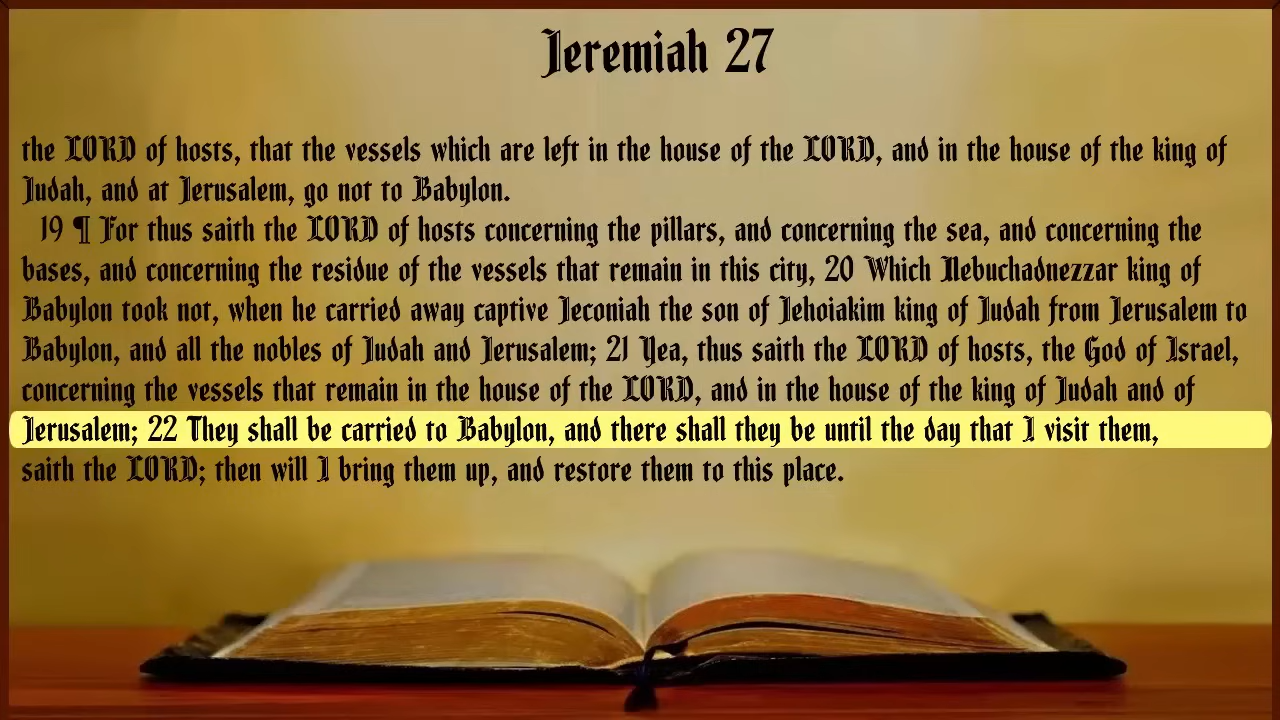 Jeremiah 27
the LORD of hosts, that the vessels which are left in the house of the LORD, and in the house of the king of
Judah, and at Jerusalem, go not to Babylon.
19 ¶ For thus saith the LORD of hosts concerning the pillars, and concerning the sea, and concerning the
bases, and concerning the residue of the vessels that remain in this city, 20 Which Nebuchadnezzar king of
Babylon took not, when he carried away captive Jeconiah the son of Jehoiakim king of Judah from Jerusalem to
Babylon, and all the nobles of Judah and Jerusalem; 21 Yea, thus saith the LORD of hosts, the God of Israel,
concerning the vessels that remain in the house of the LORD, and in the house of the king of Judah and of
Jerusalem; 22 They shall be carried to Babylon, and there shall they be until the day that I visit them,
saith the LORD; then will I bring them up, and restore them to this place.